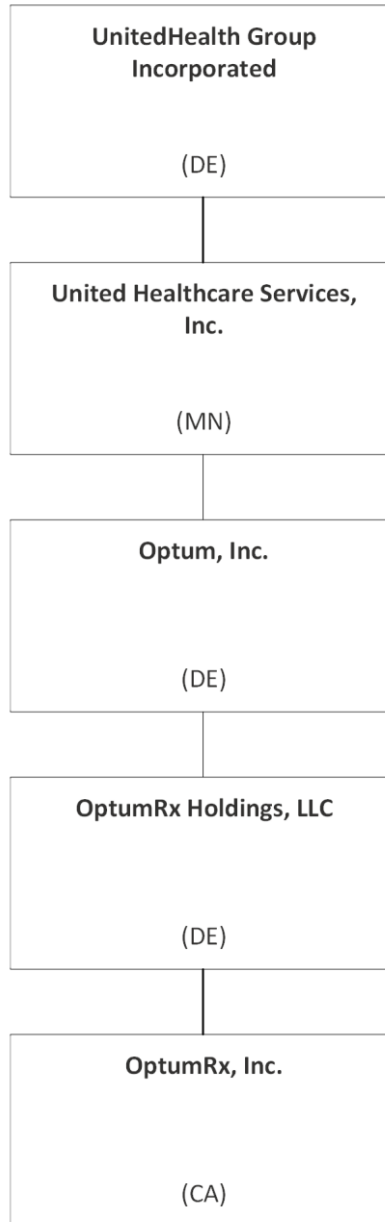 UnitedHealth Group
Incorporated
(DE)
United Healthcare Services,
Inc.
(MN)
Optum, Inc.
(DE)
OptumRx Holdings, LLC
(DE)
OptumRx, Inc.
(CA)